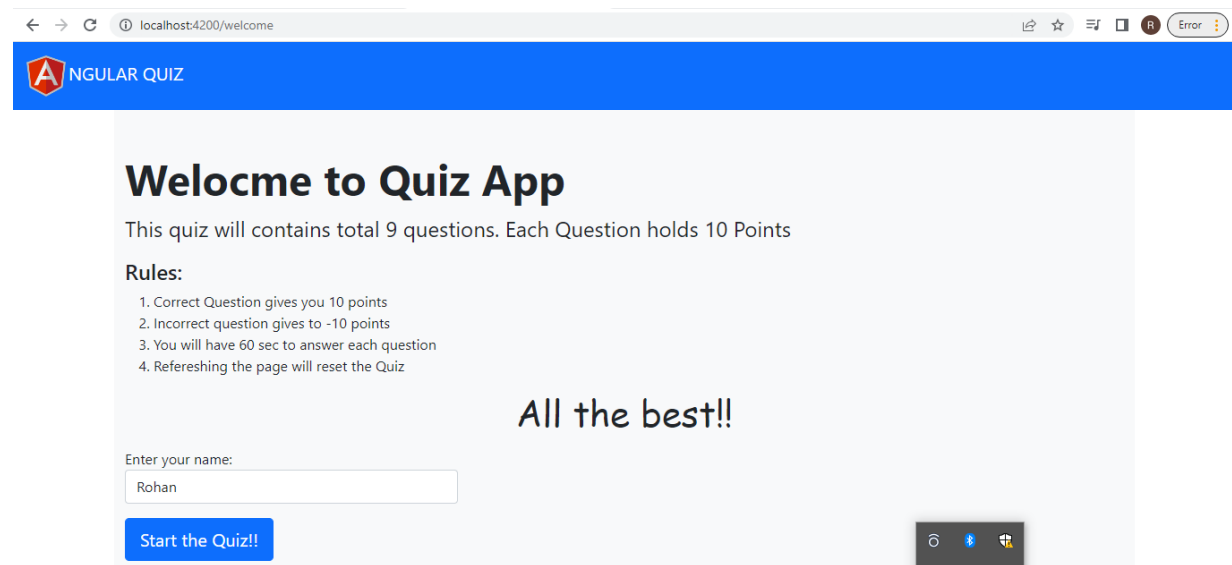 localhost:4200/welcome
R
Error
A NGULAR QUIZ
Welocme to Quiz App
This quiz will contains total 9 questions. Each Question holds 10 Points
Rules:
1. Correct Question gives you 10 points
2. Incorrect question gives to -10 points
3. You will have 60 sec to answer each question
4. Refereshing the page will reset the Quiz
All the best!!
Enter your name:
Rohan
Start the Quiz!!